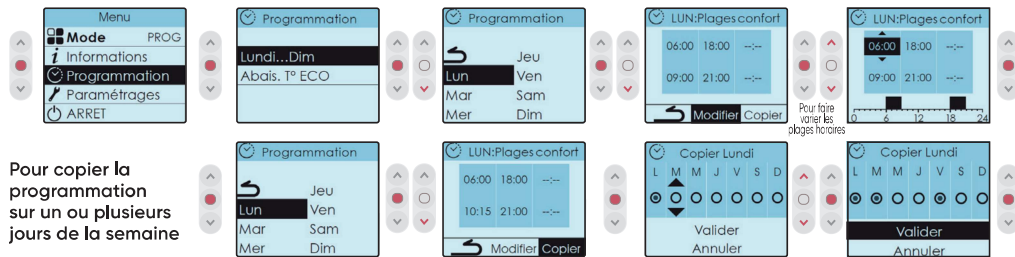 Menu
Mode PROG
Informations
Programmation
Paramétrages
ARRET
Programmation
Lundi...Dim
Abais. T° ECO
Programmation
Jeu
Lun Ven
Mar Sam
Mer Dim
LUN:Plages confort
06:00 18:00 --:--
09:00 21:00 --:--
Modifier Copier
Pour faire
varier les
plages horaires
LUN:Plages confort
06:00 18:00 --:--
09:00 21:00 --:--
0 6 12 18 24
Pour copier la
programmation
sur un ou plusieurs
jours de la semaine
Programmation
Jeu
Lun Ven
Mar Sam
Mer Dim
LUN:Plages confort
06:00 18:00 --:--
10:15 21:00 --:--
Modifier Copier
Copier Lundi
L M M J V S D
Valider
Annuler
Copier Lundi
L M M J V S D
Valider
Annuler